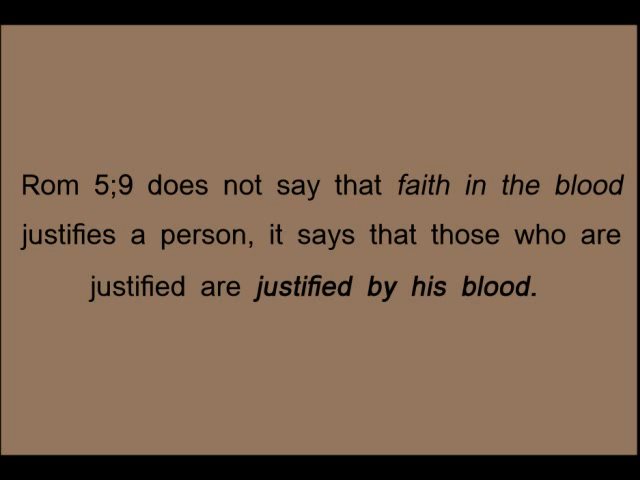 Rom 5;9 does not say that faith in the blood
justifies a person, it says that those who are
justified are justified by his blood.